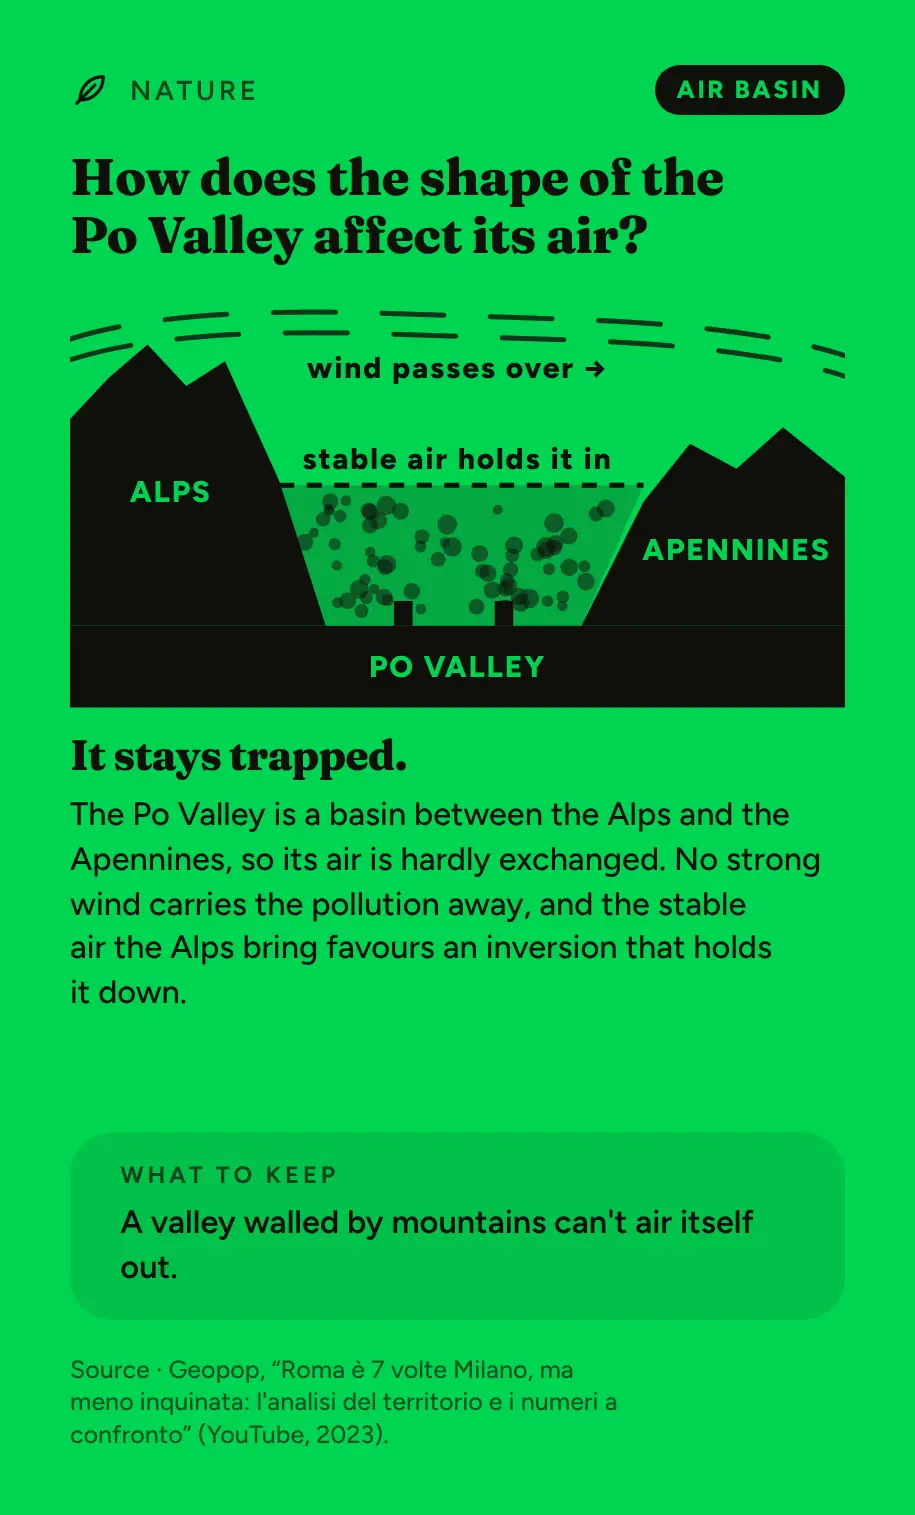 NATURE
AIR BASIN
How does the shape of the
Po Valley affect its air?
wind passes over →
stable air holds it in
ALPS
APENNINES
PO VALLEY
It stays trapped.
The Po Valley is a basin between the Alps and the
Apennines, so its air is hardly exchanged. No strong
wind carries the pollution away, and the stable
air the Alps bring favours an inversion that holds
it down.
WHAT TO KEEP
A valley walled by mountains can't air itself
out.
Source · Geopop, “Roma è 7 volte Milano, ma
meno inquinata: l'analisi del territorio e i numeri a
confronto” (YouTube, 2023).